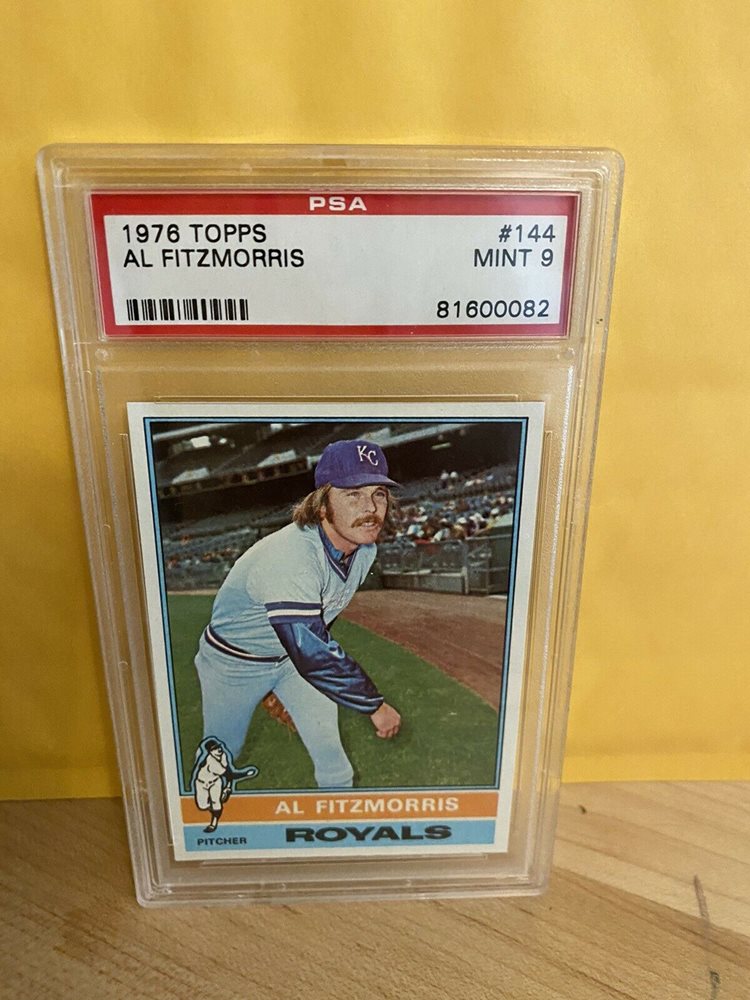 PSA
1976 TOPPS #144
AL FITZMORRIS MINT 9
81600082
KC
AL FITZMORRIS
PITCHER ROYALS